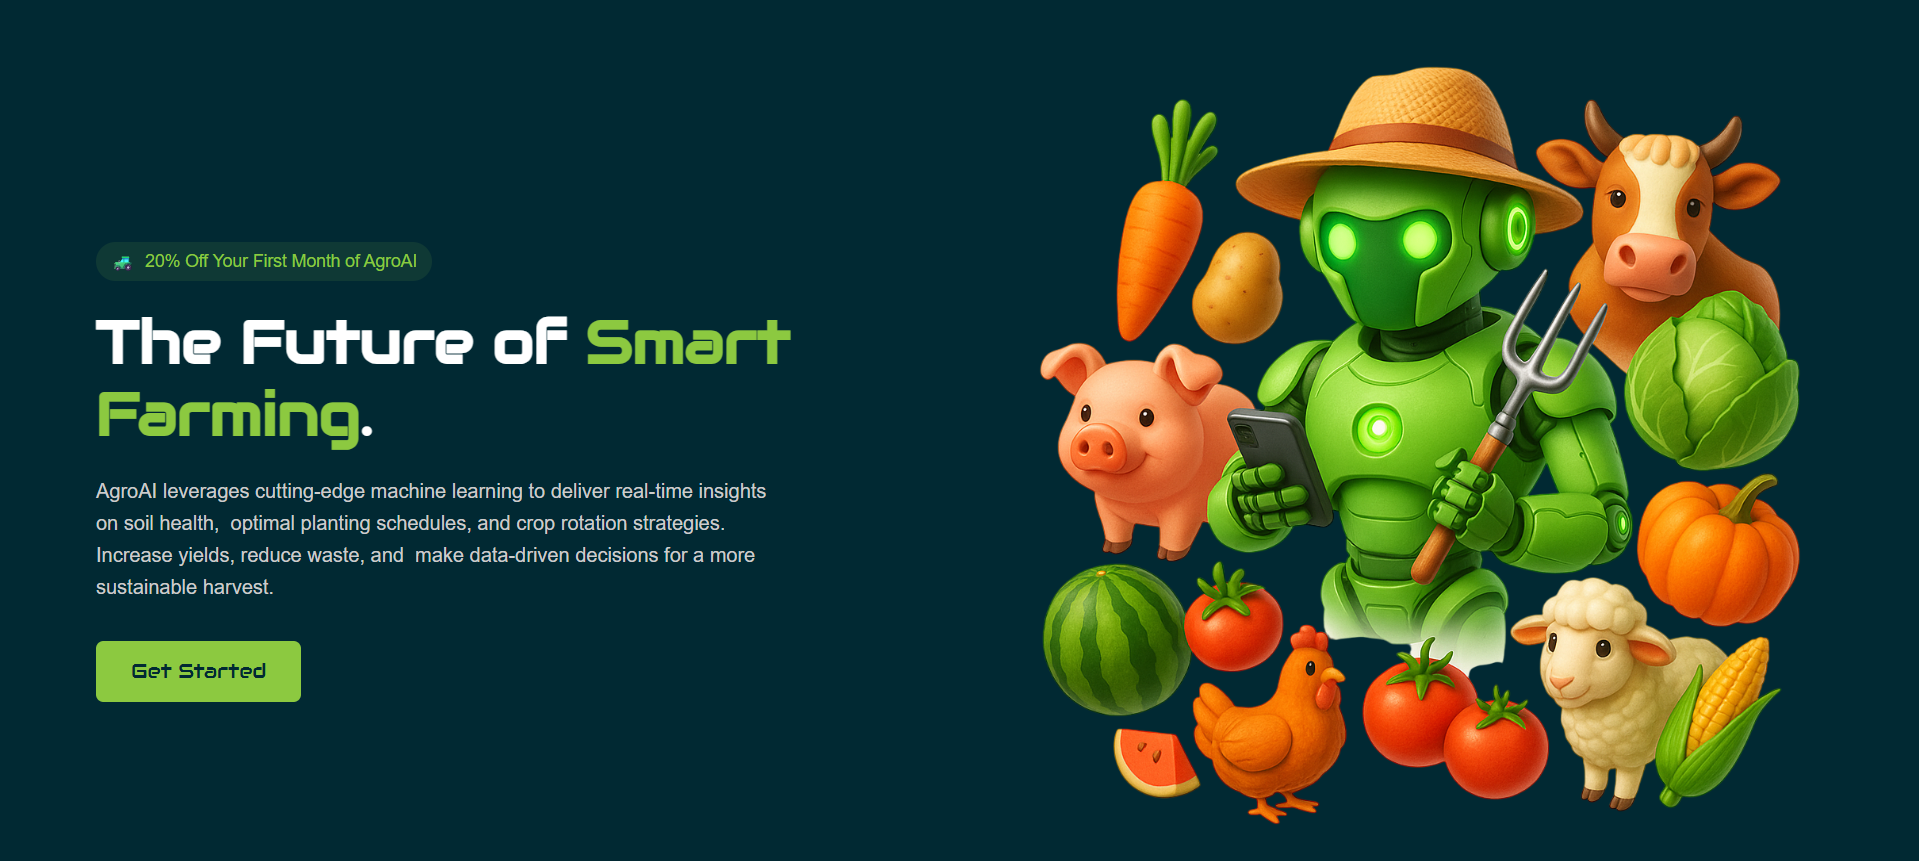 20% Off Your First Month of AgroAI
The Future of Smart
Farming.
AgroAI leverages cutting-edge machine learning to deliver real-time insights
on soil health,  optimal planting schedules, and crop rotation strategies.
Increase yields, reduce waste, and  make data-driven decisions for a more
sustainable harvest.
Get Started